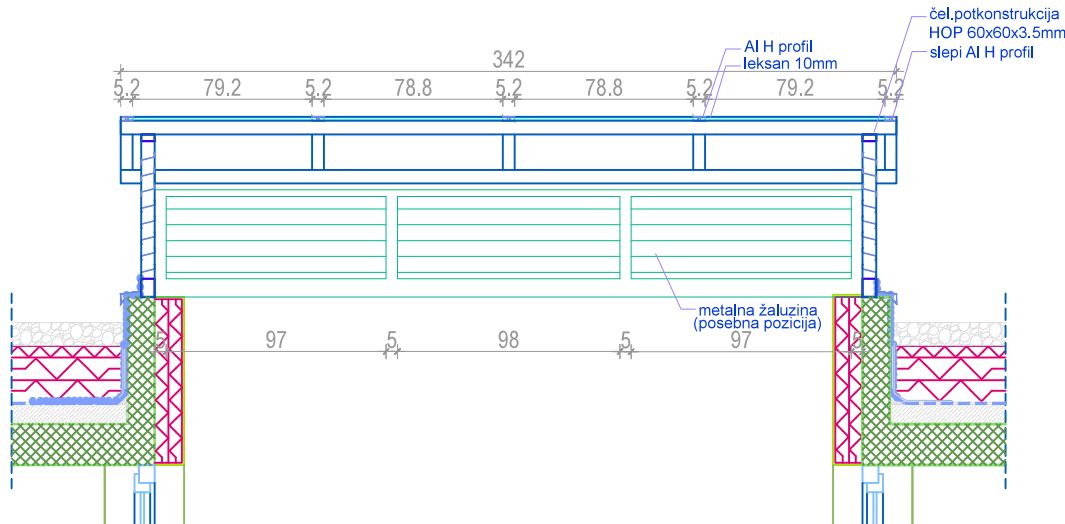 čel.potkonstrukcija
HOP 60x60x3.5mm
slepi Al H profil
Al H profil
leksan 10mm
342
5.2 79.2 5.2 78.8 5.2 78.8 5.2 79.2 5.2
metalna žaluzina
(posebna pozicija)
5 97 5 98 5 97 5